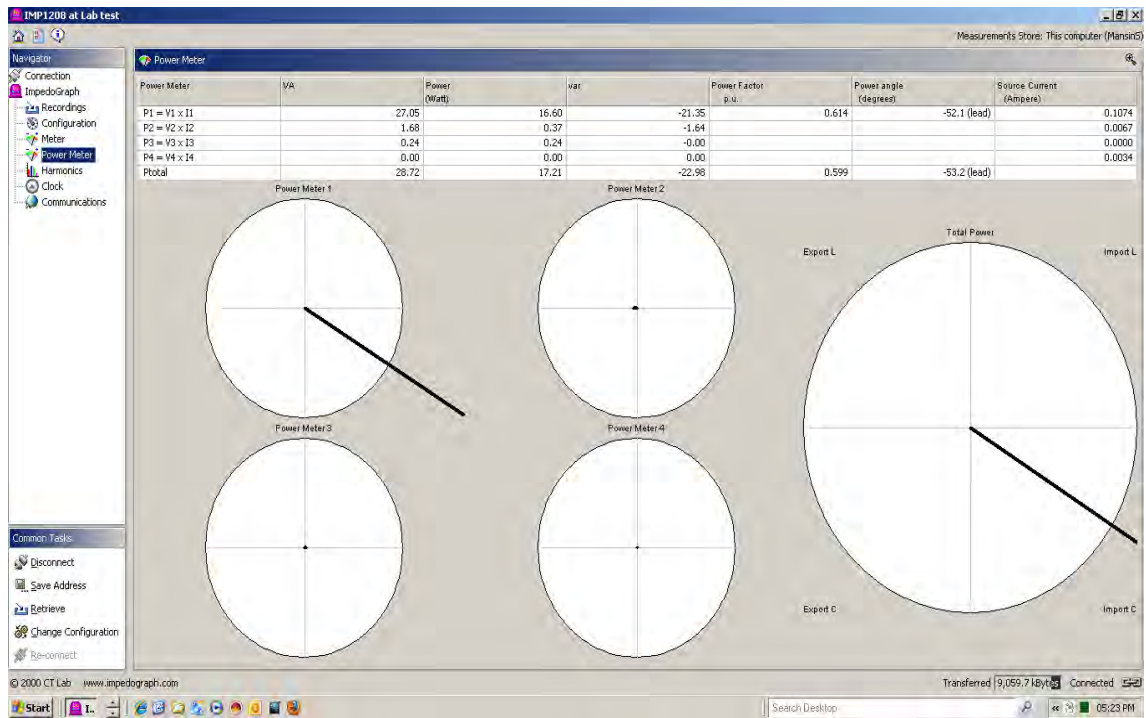 IMP1208 at Lab test
Measurements Store: This computer (Mansin5)
Navigator
Connection
ImpedoGraph
Recordings
Configuration
Meter
Power Meter
Harmonics
Clock
Communications
Power Meter
Power Meter VA Power (Watt) var Power Factor p.u. Power angle (degrees) Source Current (Ampere)
P1 = V1 x I1 27.05 16.60 -21.35 0.614 -52.1 (lead) 0.1074
P2 = V2 x I2 1.68 0.37 -1.64 0.0067
P3 = V3 x I3 0.24 0.24 -0.00 0.0000
P4 = V4 x I4 0.00 0.00 0.00 0.0034
Ptotal 28.72 17.21 -22.98 0.599 -53.2 (lead)
Power Meter 1
Power Meter 2
Total Power
Export L
Import L
Power Meter 3
Power Meter 4
Export C
Import C
Common Tasks
Disconnect
Save Address
Retrieve
Change Configuration
Re-connect
© 2000 CT Lab www.impedograph.com
Transferred 9,059.7 kBytes Connected
Start
I..
Search Desktop
05:23 PM